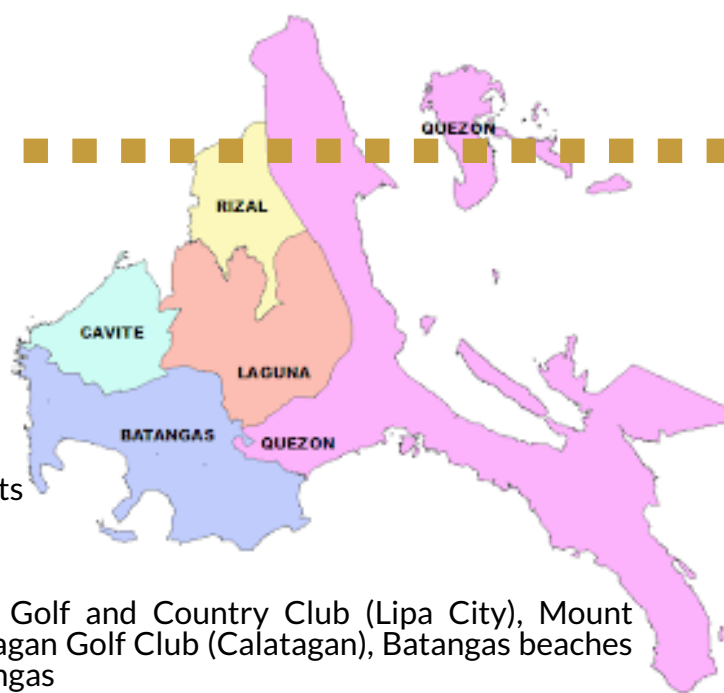 QUEZON
RIZAL
CAVITE
LAGUNA
BATANGAS
QUEZON
ts
Golf and Country Club (Lipa City), Mount
agan Golf Club (Calatagan), Batangas beaches
ngas